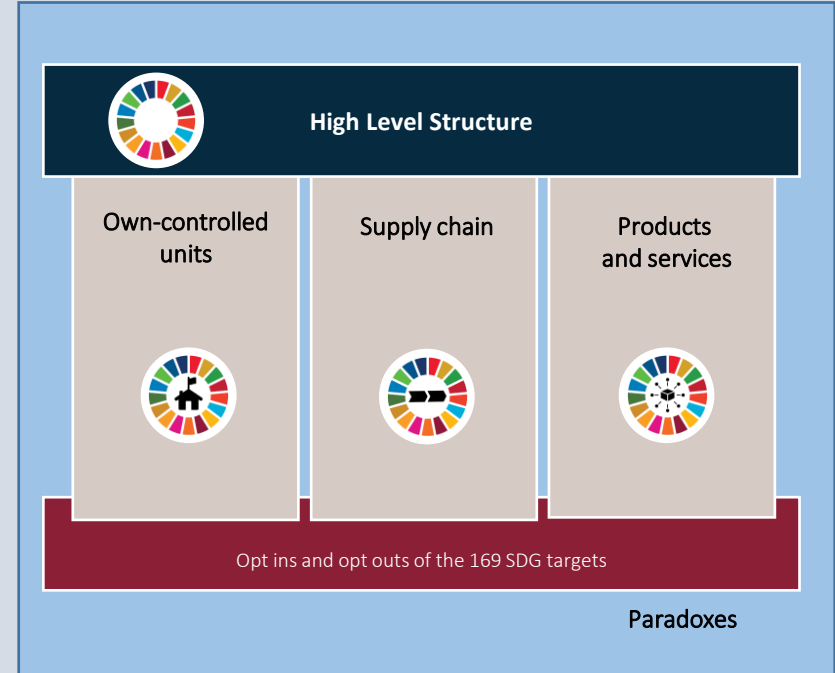 High Level Structure
Own-controlled
units
Supply chain
Products
and services
Opt ins and opt outs of the 169 SDG targets
Paradoxes